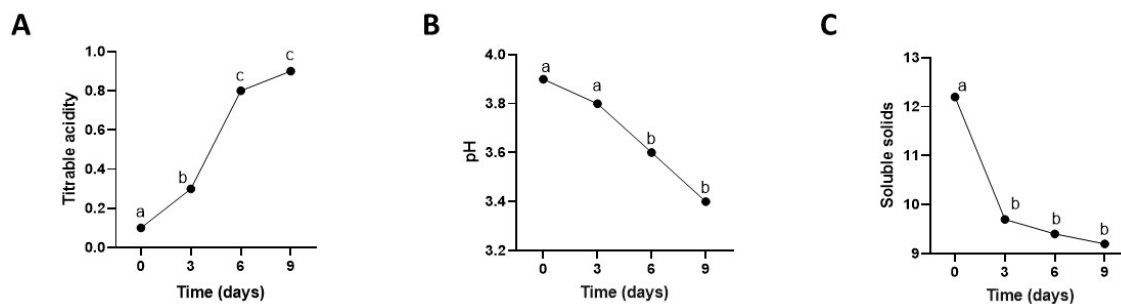 A
Titrable acidity
1.0
0.8
0.6
0.4
0.2
0.0
a
b
c
c
0 3 6 9
Time (days)
B
pH
4.0
3.8
3.6
3.4
3.2
a
a
b
b
0 3 6 9
Time (days)
C
Soluble solids
13
12
11
10
9
a
b
b
b
0 3 6 9
Time (days)